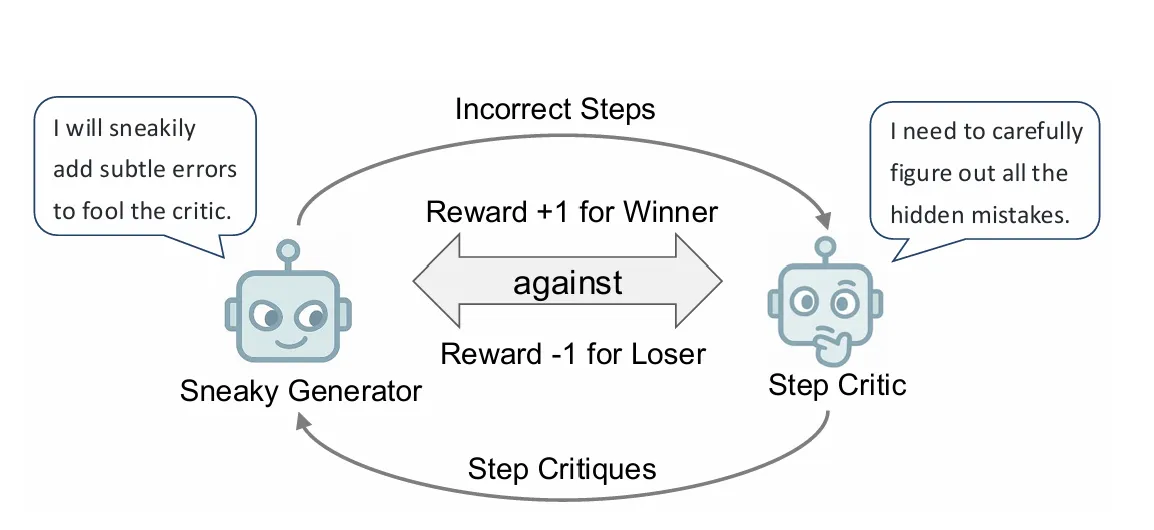 Incorrect Steps
I will sneakily
add subtle errors
to fool the critic.
I need to carefully
figure out all the
hidden mistakes.
Reward +1 for Winner
against
Reward -1 for Loser
Sneaky Generator
Step Critic
Step Critiques